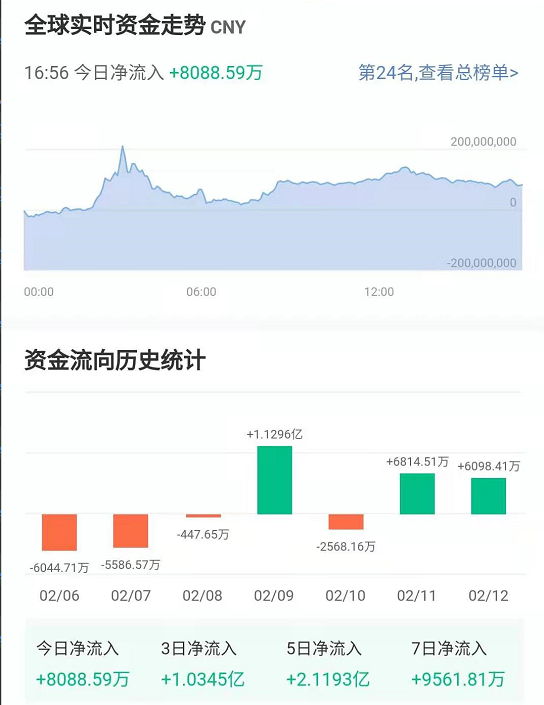 全球实时资金走势 CNY
16:56 今日净流入 +8088.59万 第24名,查看总榜单>
200,000,000
0
-200,000,000
00:00 06:00 12:00
资金流向历史统计
+1.1296亿
+6814.51万 +6098.41万
-447.65万
-2568.16万
-6044.71万 -5586.57万
02/06 02/07 02/08 02/09 02/10 02/11 02/12
今日净流入 3日净流入 5日净流入 7日净流入
+8088.59万 +1.0345亿 +2.1193亿 +9561.81万